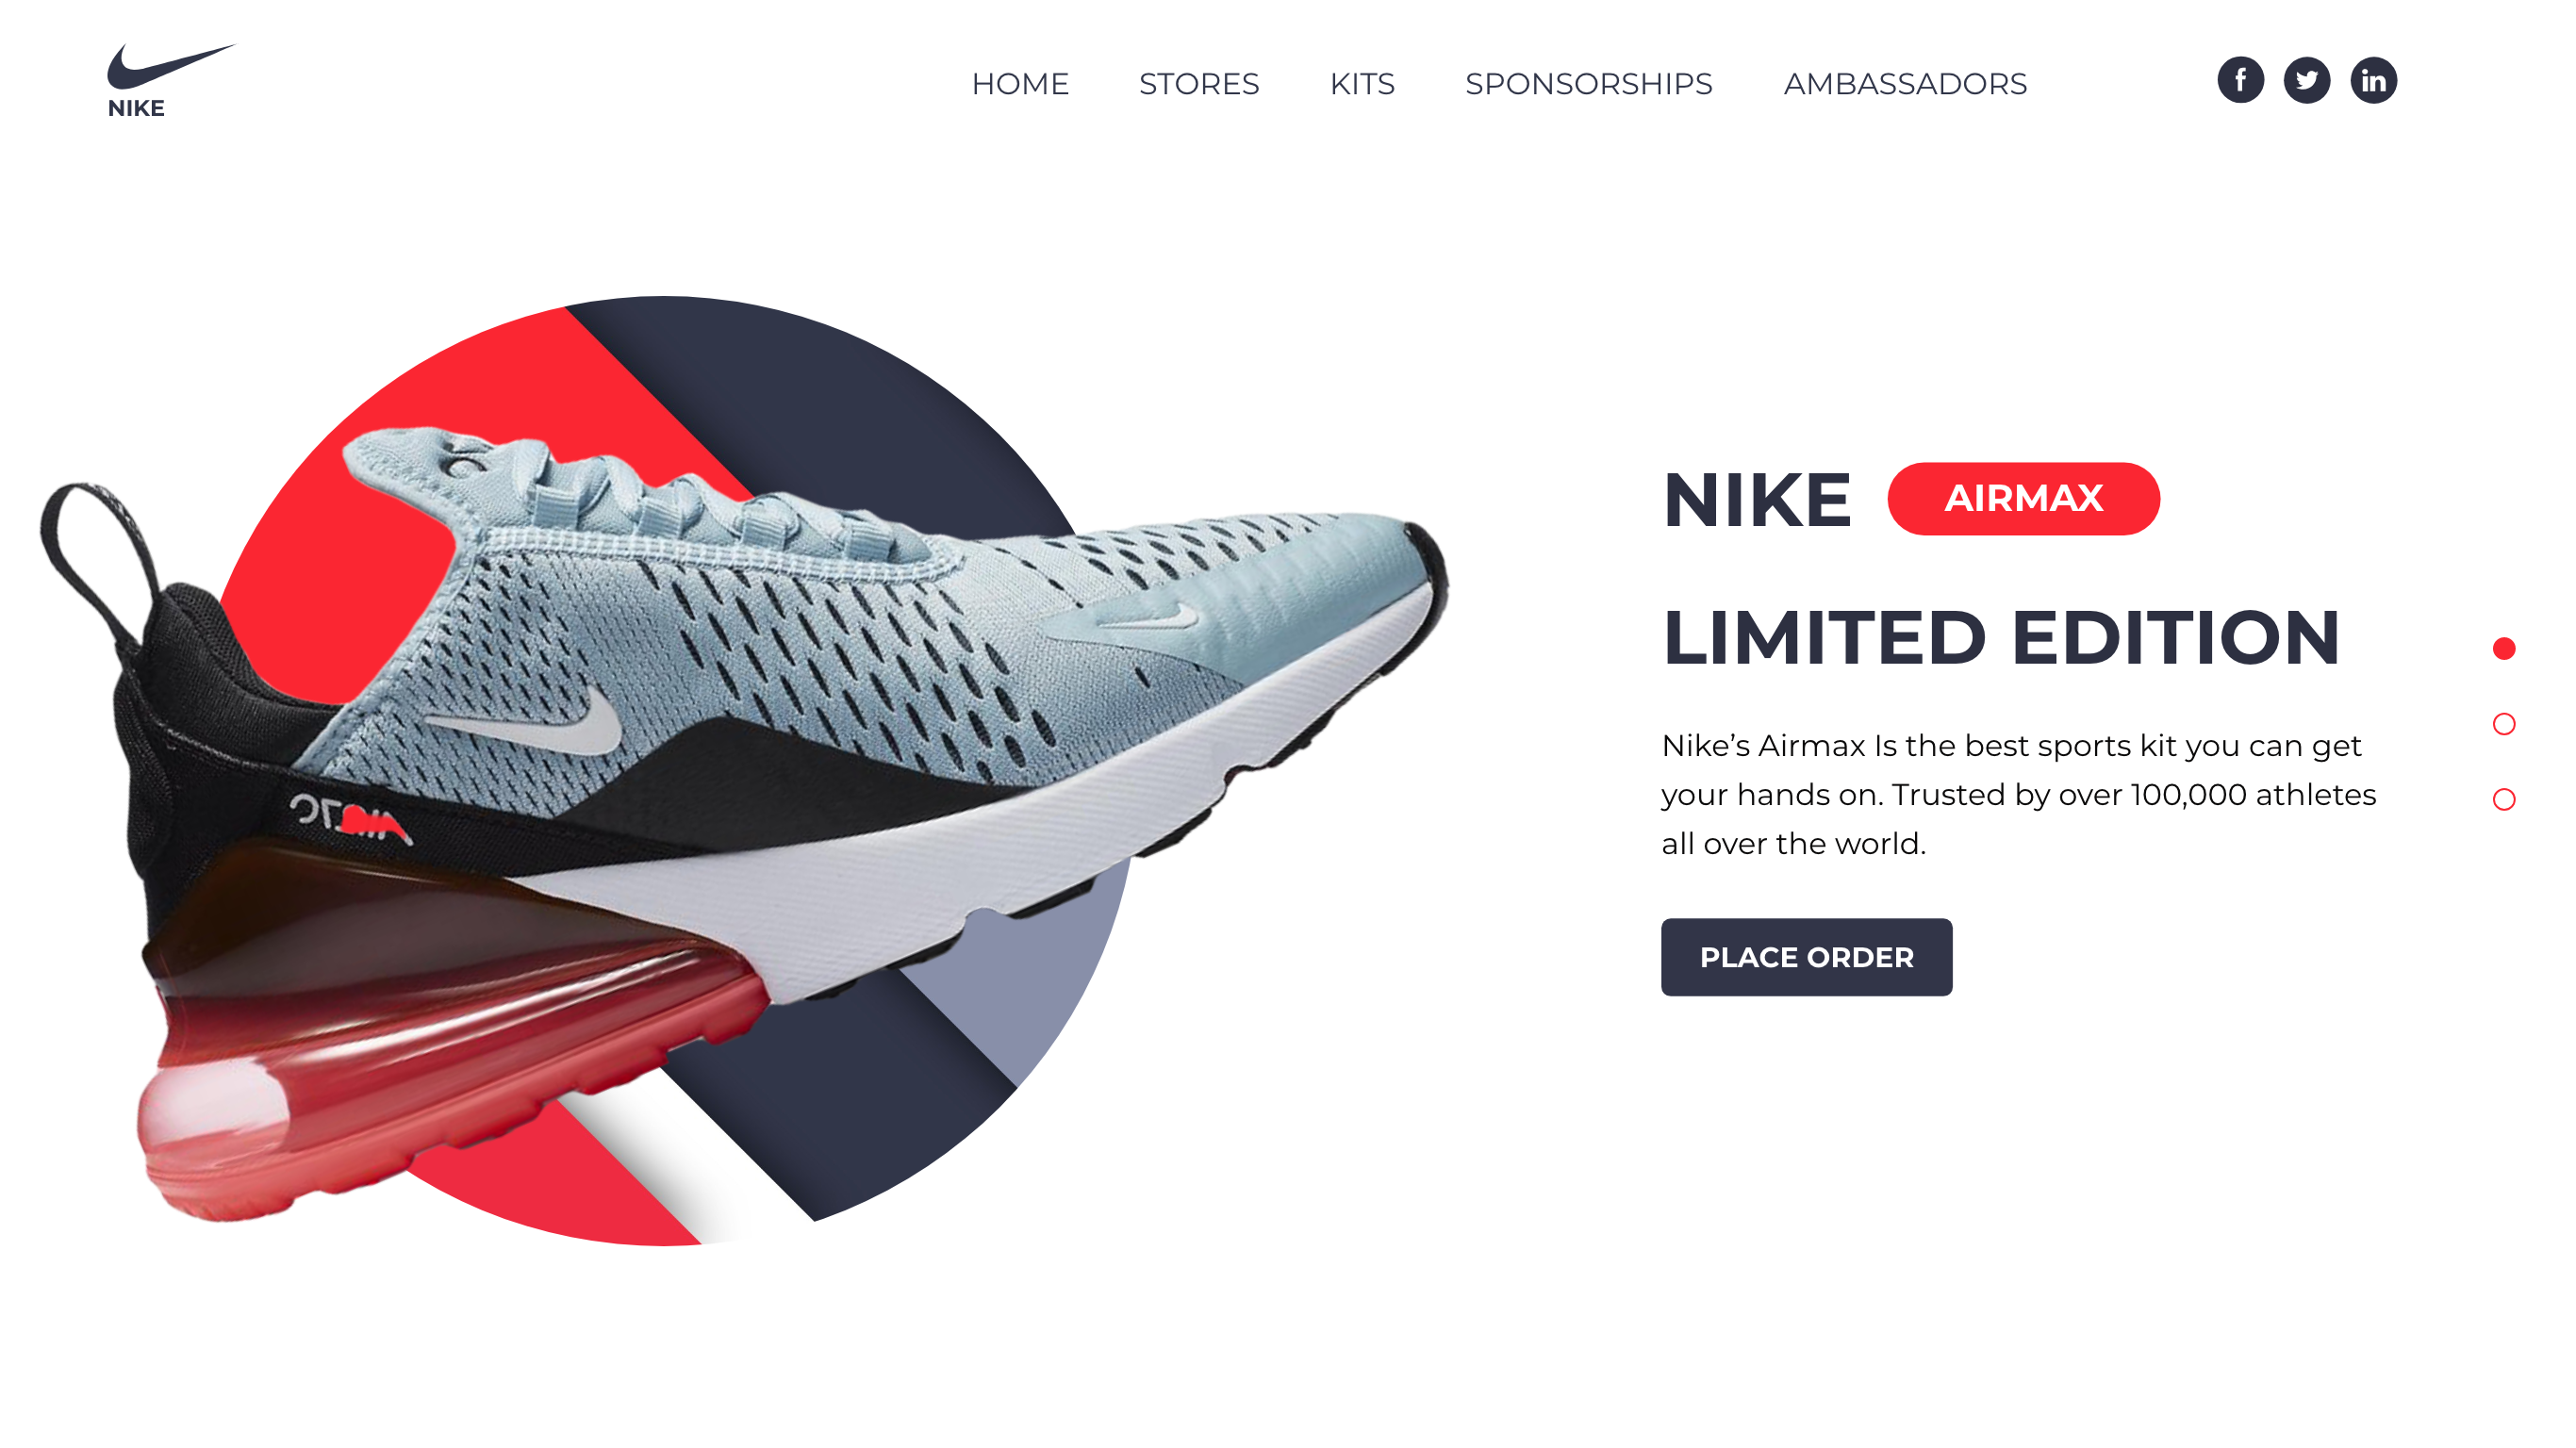 NIKE
HOME STORES KITS SPONSORSHIPS AMBASSADORS
NIKE AIRMAX
LIMITED EDITION
Nike’s Airmax Is the best sports kit you can get
your hands on. Trusted by over 100,000 athletes
all over the world.
PLACE ORDER